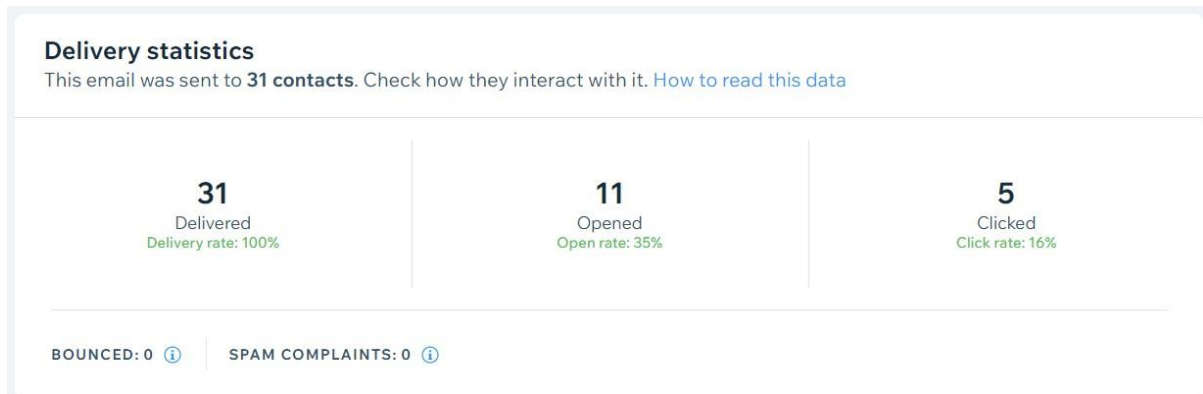 Delivery statistics
This email was sent to 31 contacts. Check how they interact with it. How to read this data
31
Delivered
Delivery rate: 100%
11
Opened
Open rate: 35%
5
Clicked
Click rate: 16%
BOUNCED: 0
SPAM COMPLAINTS: 0